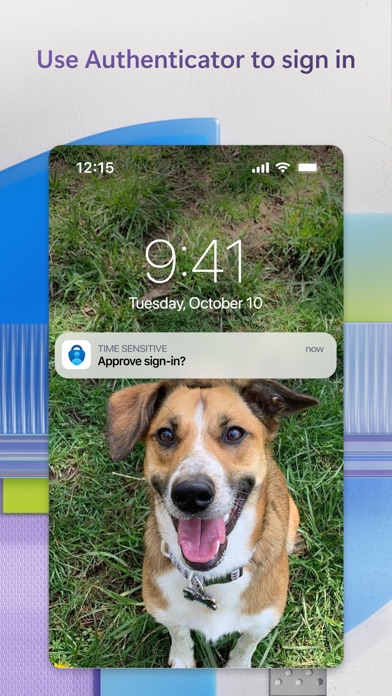 Use Authenticator to sign in
12:15
9:41
Tuesday, October 10
TIME SENSITIVE
now
Approve sign-in?